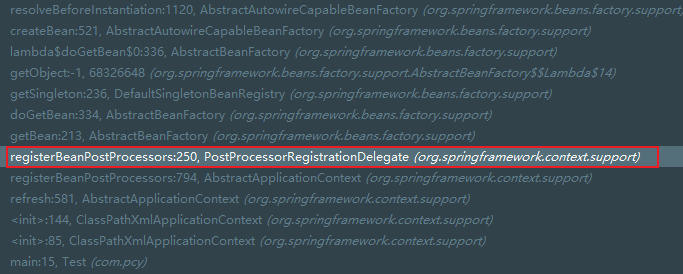 resolveBeforeInstantiation:1120, AbstractAutowireCapableBeanFactory (org.springframework.beans.factory.support)
createBean:521, AbstractAutowireCapableBeanFactory (org.springframework.beans.factory.support)
lambda$doGetBean$0:336, AbstractBeanFactory (org.springframework.beans.factory.support)
getObject:-1, 68326648 (org.springframework.beans.factory.support.AbstractBeanFactory$$Lambda$14)
getSingleton:236, DefaultSingletonBeanRegistry (org.springframework.beans.factory.support)
doGetBean:334, AbstractBeanFactory (org.springframework.beans.factory.support)
getBean:213, AbstractBeanFactory (org.springframework.beans.factory.support)
registerBeanPostProcessors:250, PostProcessorRegistrationDelegate (org.springframework.context.support)
registerBeanPostProcessors:794, AbstractApplicationContext (org.springframework.context.support)
refresh:581, AbstractApplicationContext (org.springframework.context.support)
<init>:144, ClassPathXmlApplicationContext (org.springframework.context.support)
<init>:85, ClassPathXmlApplicationContext (org.springframework.context.support)
main:15, Test (com.pcy)